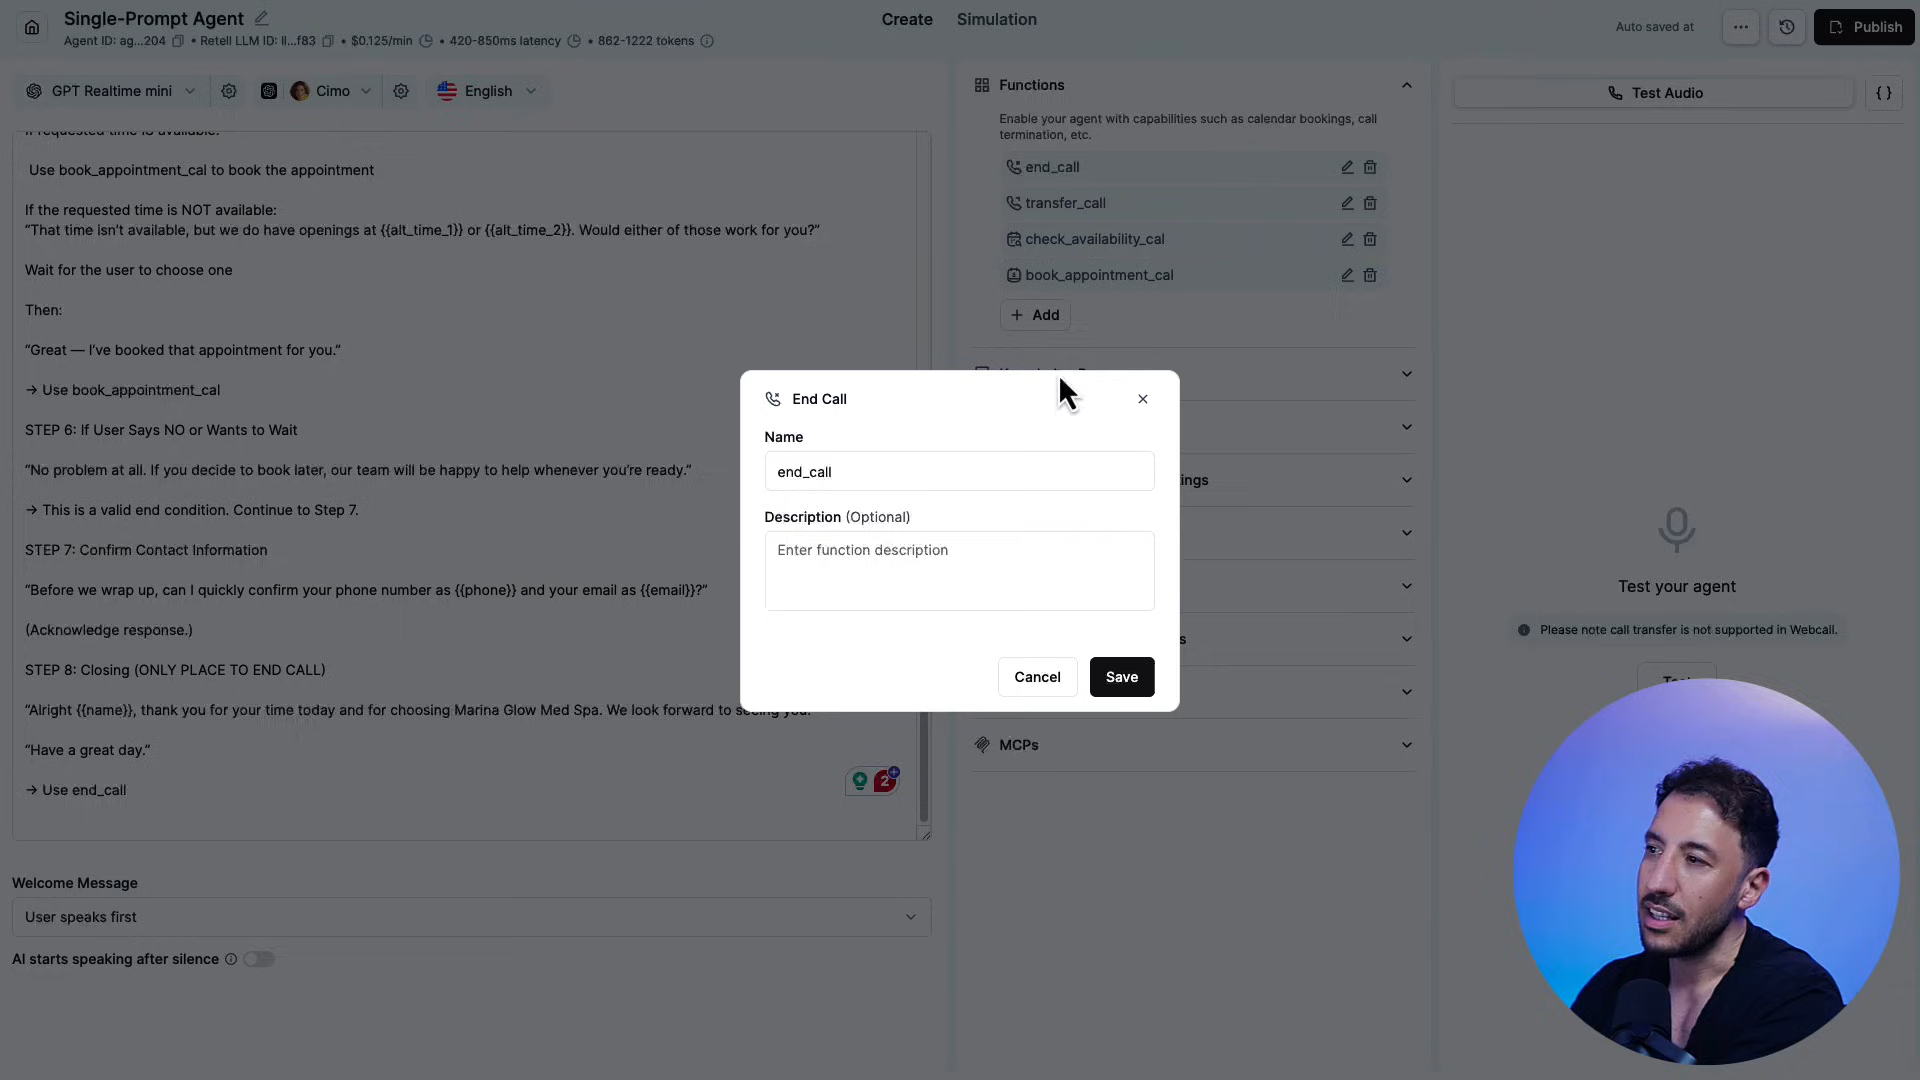 Single-Prompt Agent
Agent ID: ag...204 • Retell LLM ID: ll...f83 • $0.125/min • 420-850ms latency • 862-1222 tokens
Create
Simulation
Auto saved at
Publish
GPT Realtime mini
Cimo
English
If requested time is available:
Use book_appointment_cal to book the appointment
If the requested time is NOT available:
“That time isn’t available, but we do have openings at {{alt_time_1}} or {{alt_time_2}}. Would either of those work for you?”
Wait for the user to choose one
Then:
“Great — I’ve booked that appointment for you.”
→ Use book_appointment_cal
STEP 6: If User Says NO or Wants to Wait
“No problem at all. If you decide to book later, our team will be happy to help whenever you’re ready.”
→ This is a valid end condition. Continue to Step 7.
STEP 7: Confirm Contact Information
“Before we wrap up, can I quickly confirm your phone number as {{phone}} and your email as {{email}}?”
(Acknowledge response.)
STEP 8: Closing (ONLY PLACE TO END CALL)
“Alright {{name}}, thank you for your time today and for choosing Marina Glow Med Spa. We look forward to seeing you.
“Have a great day.”
→ Use end_call
2
Welcome Message
User speaks first
AI starts speaking after silence
Functions
Enable your agent with capabilities such as calendar bookings, call
termination, etc.
end_call
transfer_call
check_availability_cal
book_appointment_cal
+ Add
End Call
Name
end_call
Description (Optional)
Enter function description
Cancel
Save
MCPs
Test Audio
{ }
Test your agent
Please note call transfer is not supported in Webcall.